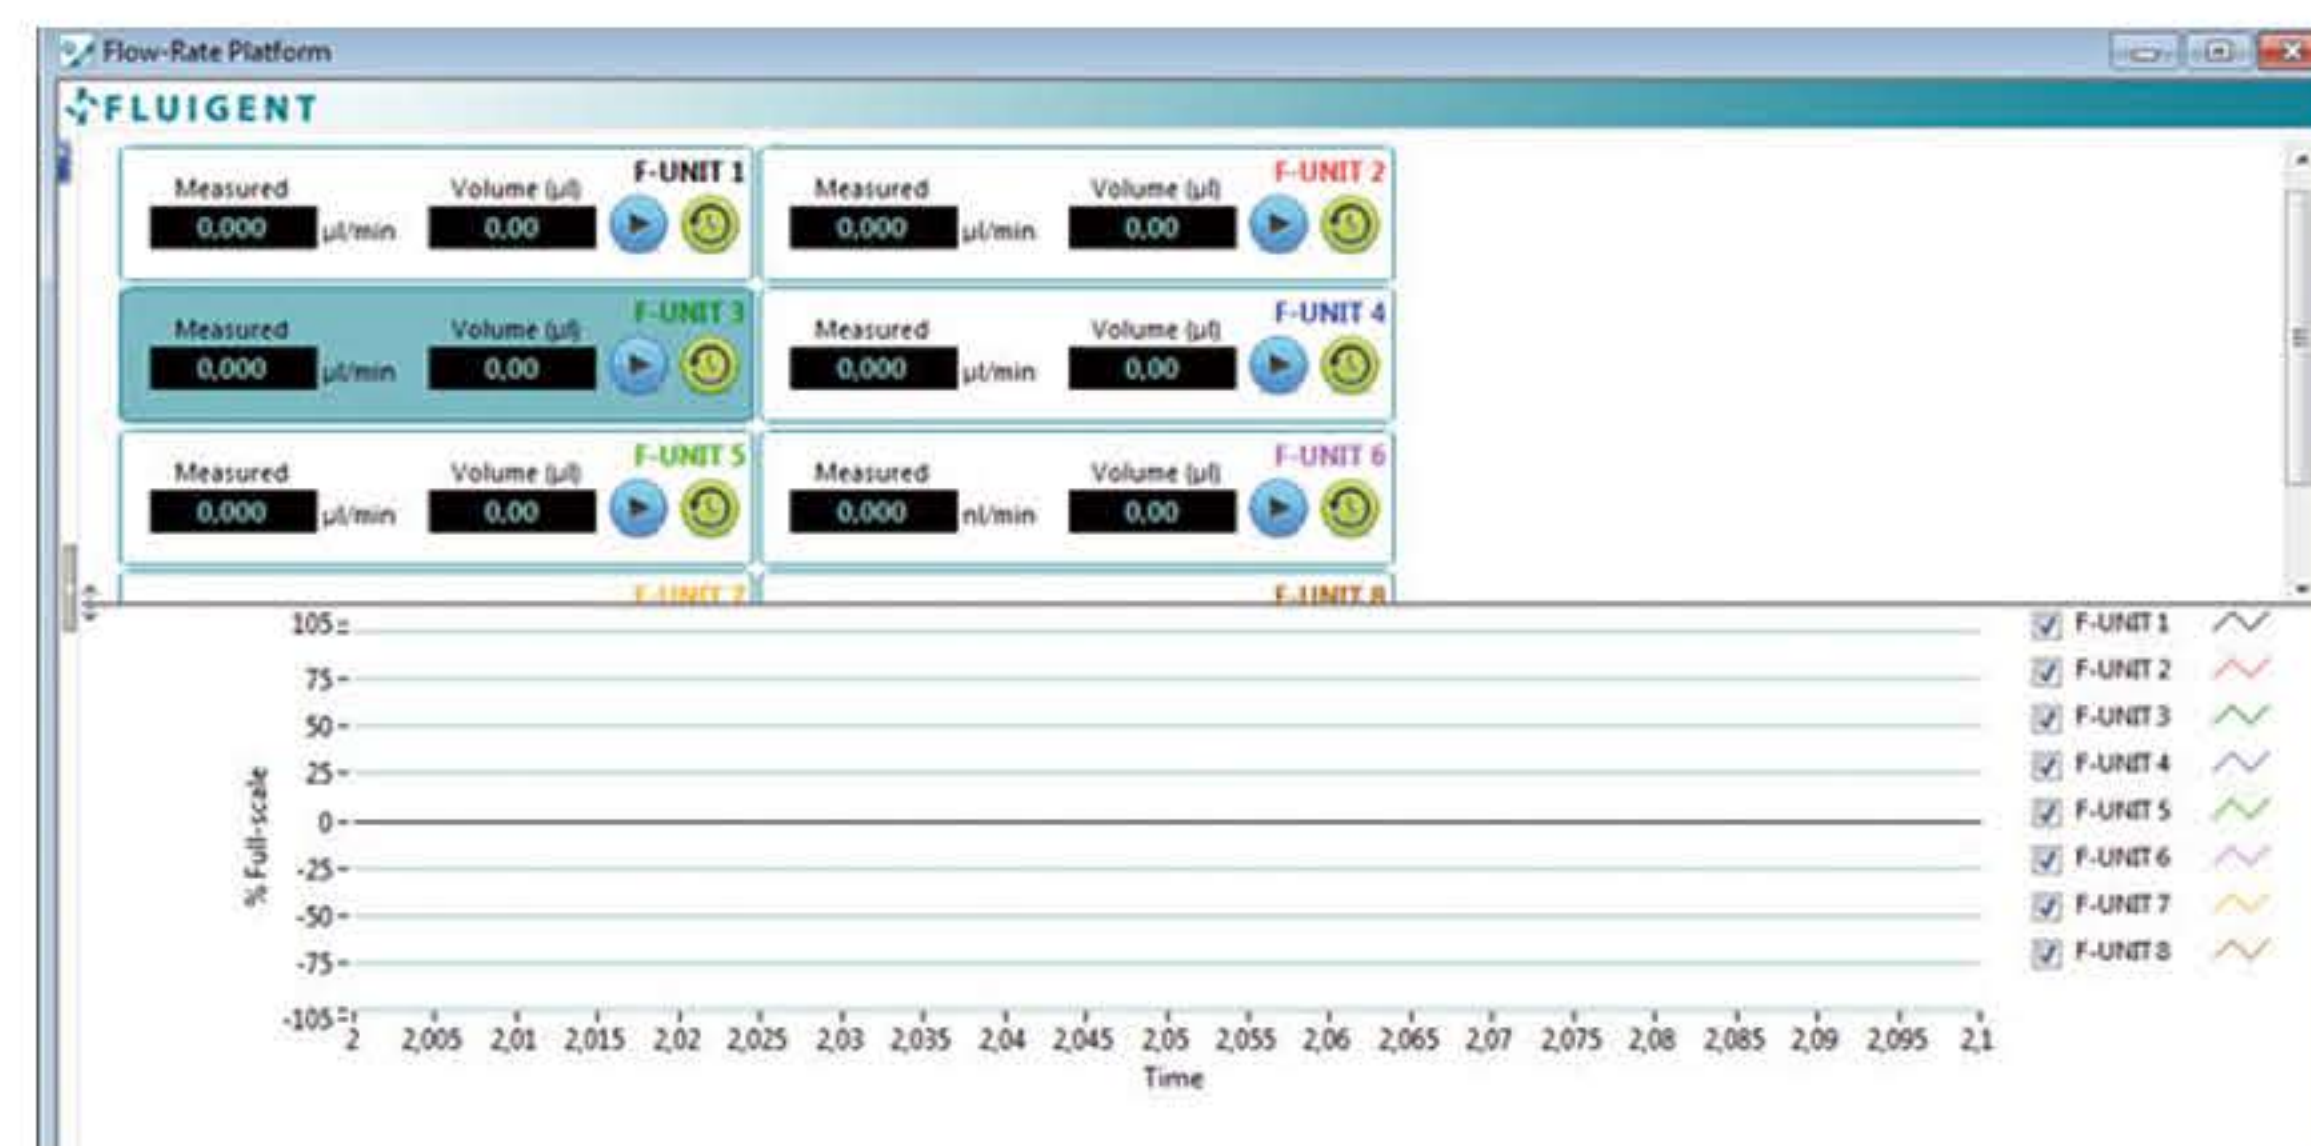 Flow-Rate Platform
FLUIGENT
F-UNIT 1
Measured Volume (µl)
0,000 µl/min 0,00
F-UNIT 2
Measured Volume (µl)
0,000 µl/min 0,00
F-UNIT 3
Measured Volume (µl)
0,000 µl/min 0,00
F-UNIT 4
Measured Volume (µl)
0,000 µl/min 0,00
F-UNIT 5
Measured Volume (µl)
0,000 µl/min 0,00
F-UNIT 6
Measured Volume (µl)
0,000 nl/min 0,00
F-UNIT 7
F-UNIT 8
% Full-scale
105
75
50
25
0
-25
-50
-75
-105
2 2,005 2,01 2,015 2,02 2,025 2,03 2,035 2,04 2,045 2,05 2,055 2,06 2,065 2,07 2,075 2,08 2,085 2,09 2,095 2,1
Time
F-UNIT 1
F-UNIT 2
F-UNIT 3
F-UNIT 4
F-UNIT 5
F-UNIT 6
F-UNIT 7
F-UNIT 8